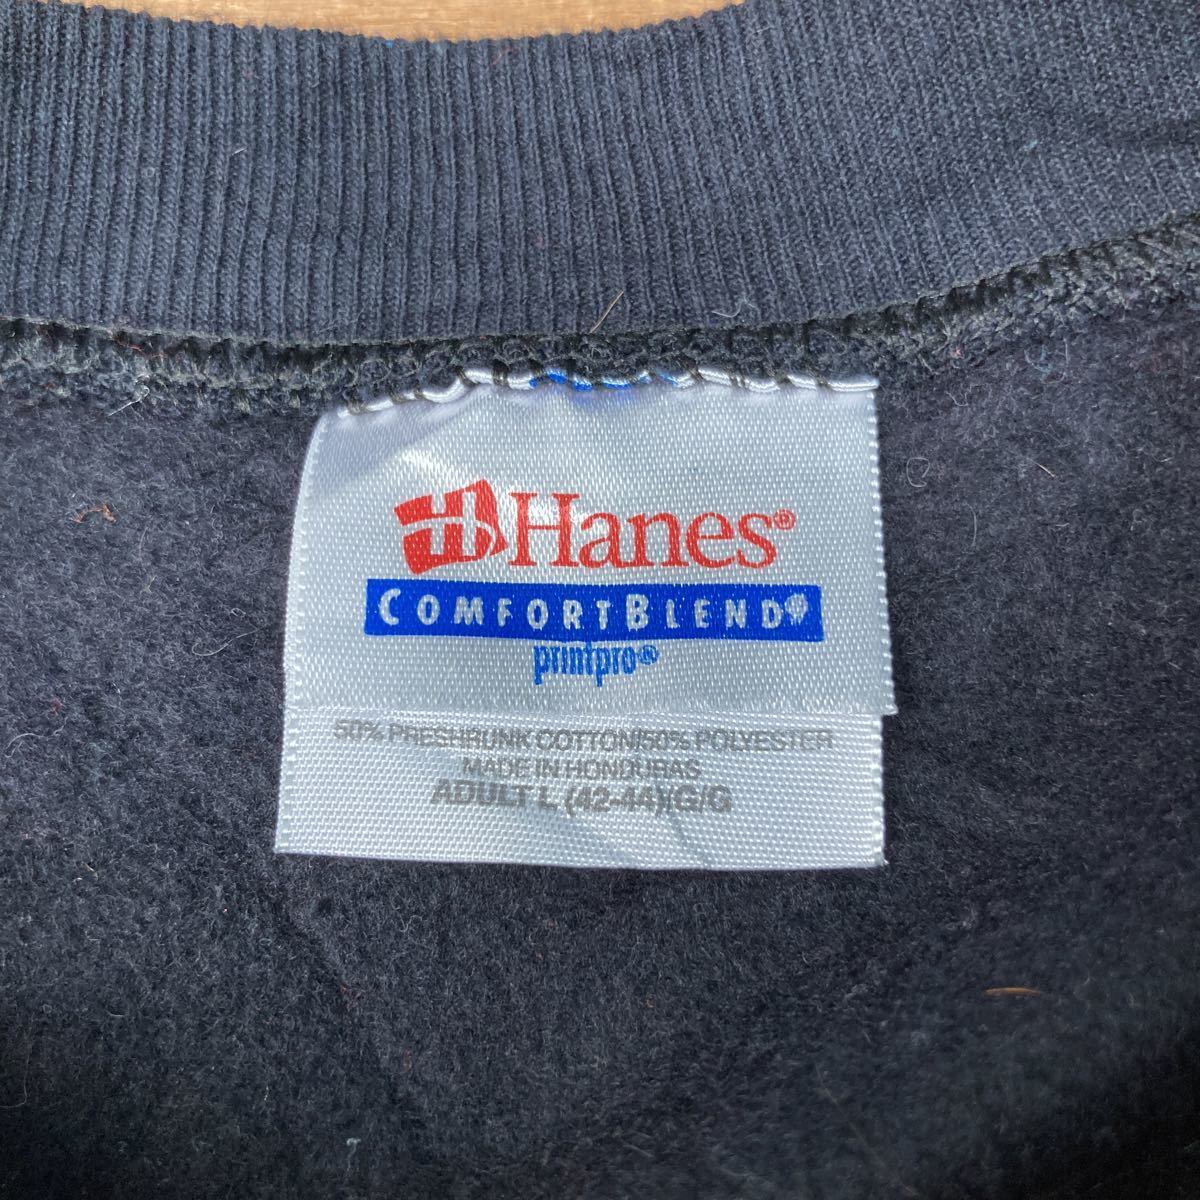 Hanes®
COMFORTBLEND®
printpro®
50% PRESHRUNK COTTON/50% POLYESTER
MADE IN HONDURAS
ADULT L (42-44)/G/G